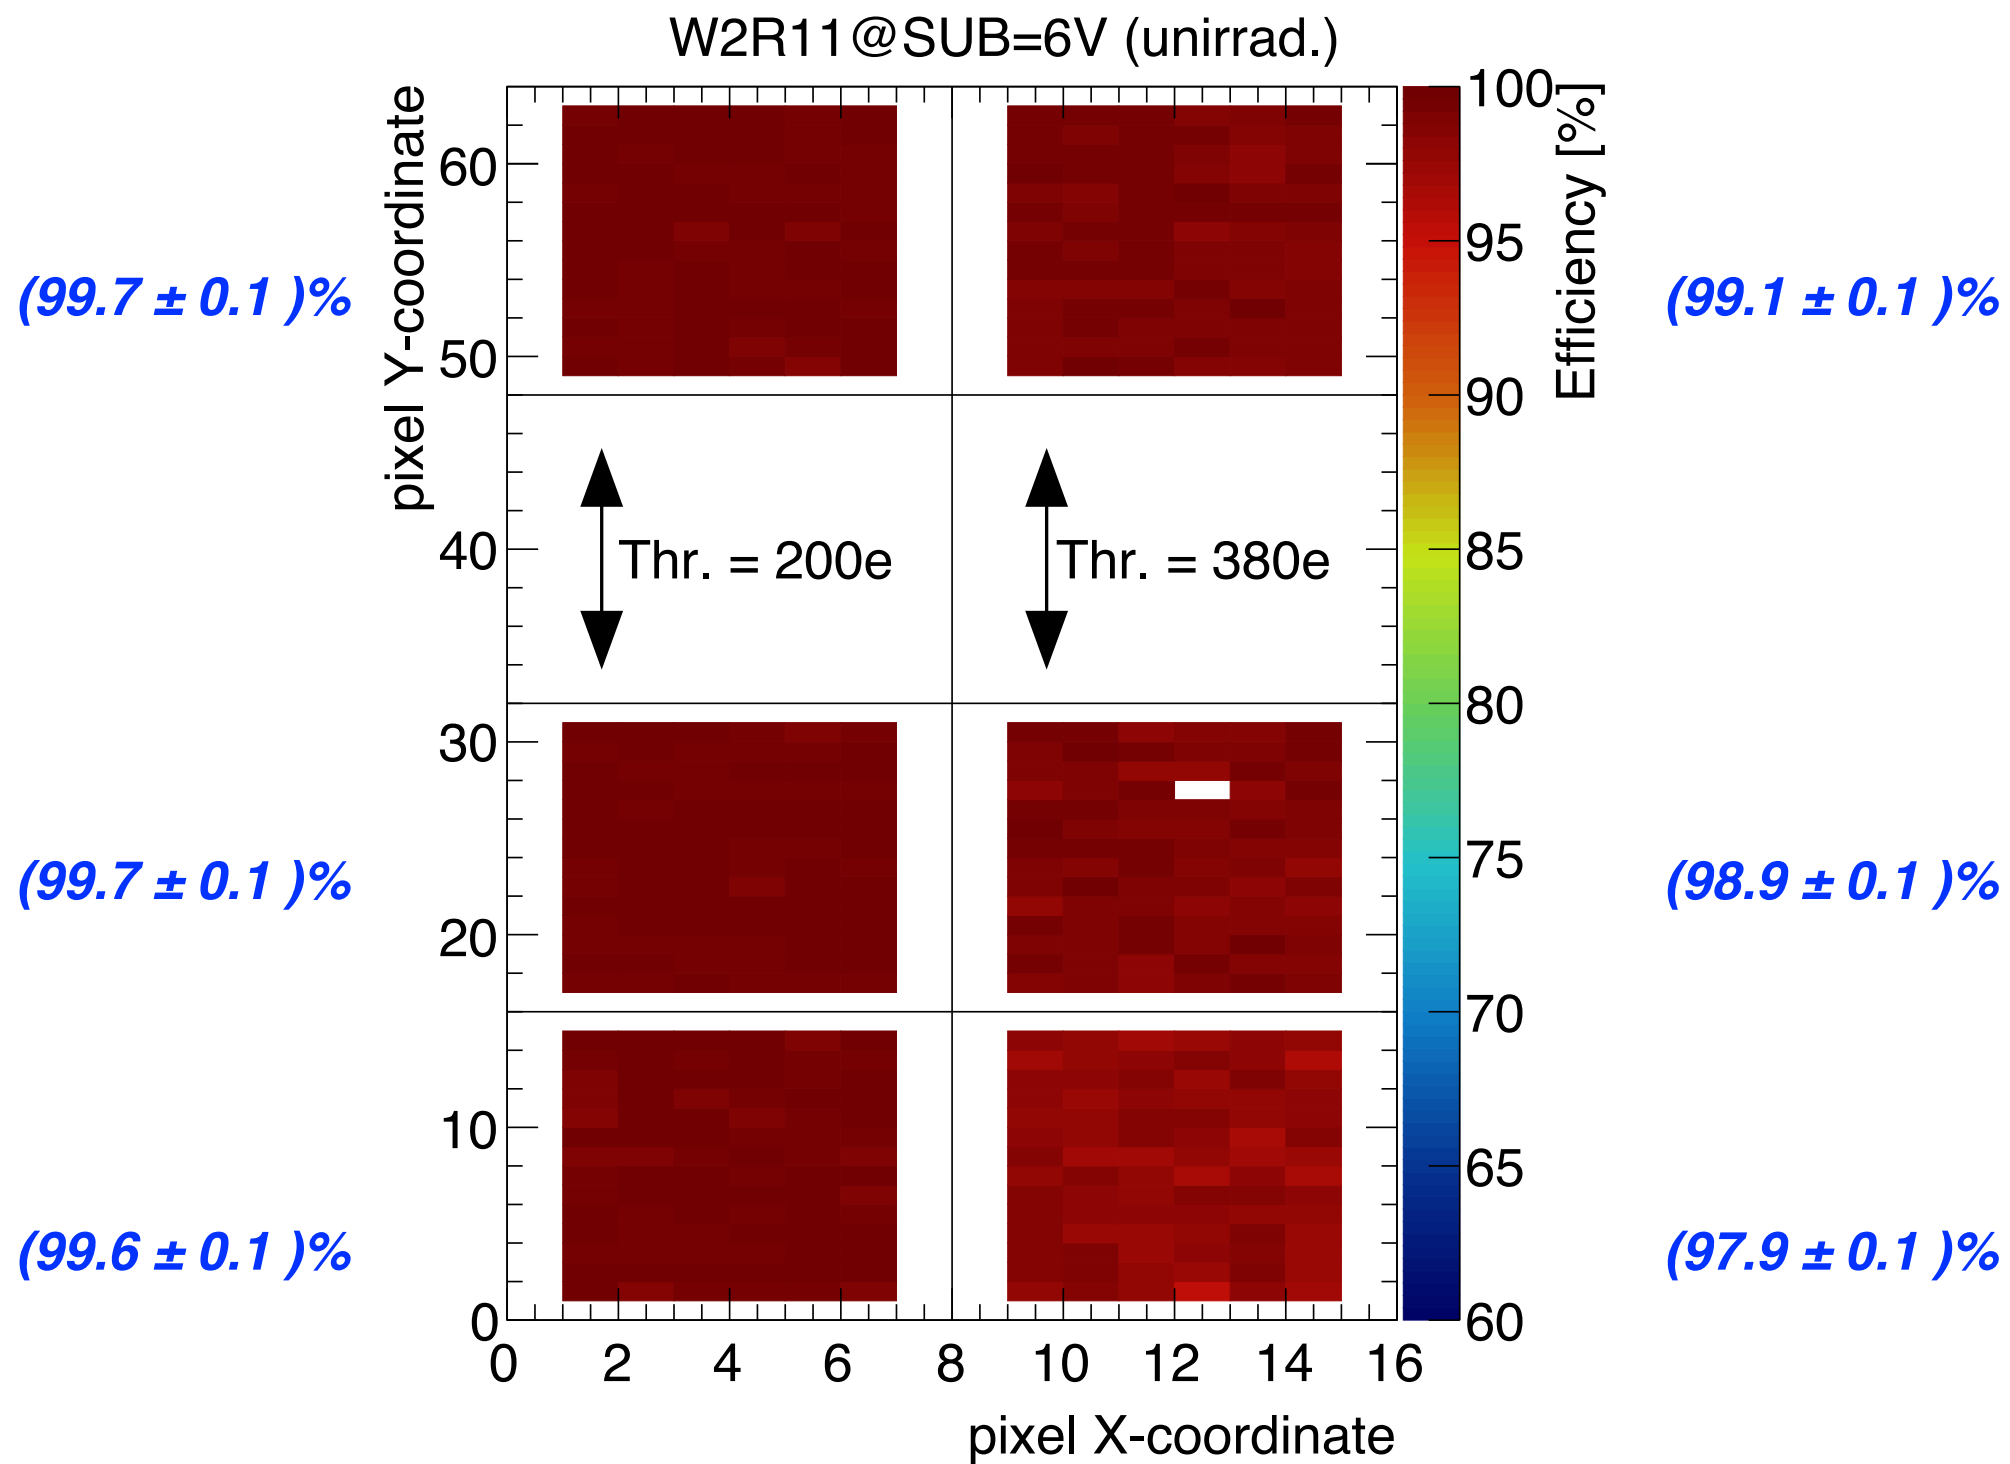 W2R11@SUB=6V (unirrad.)
pixel Y-coordinate
60
50
40
30
20
10
0
(99.7 ± 0.1 )%
(99.7 ± 0.1 )%
(99.6 ± 0.1 )%
Thr. = 200e
Thr. = 380e
0 2 4 6 8 10 12 14 16
pixel X-coordinate
100
95
90
85
80
75
70
65
60
Efficiency [%]
(99.1 ± 0.1 )%
(98.9 ± 0.1 )%
(97.9 ± 0.1 )%